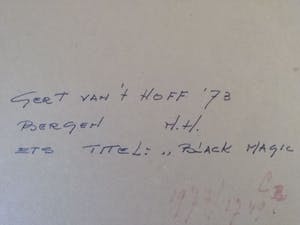 GERT VAN 'T HOFF '73
BERGEN N.H.
ETS TITEL: ,, BLACK MAGIC